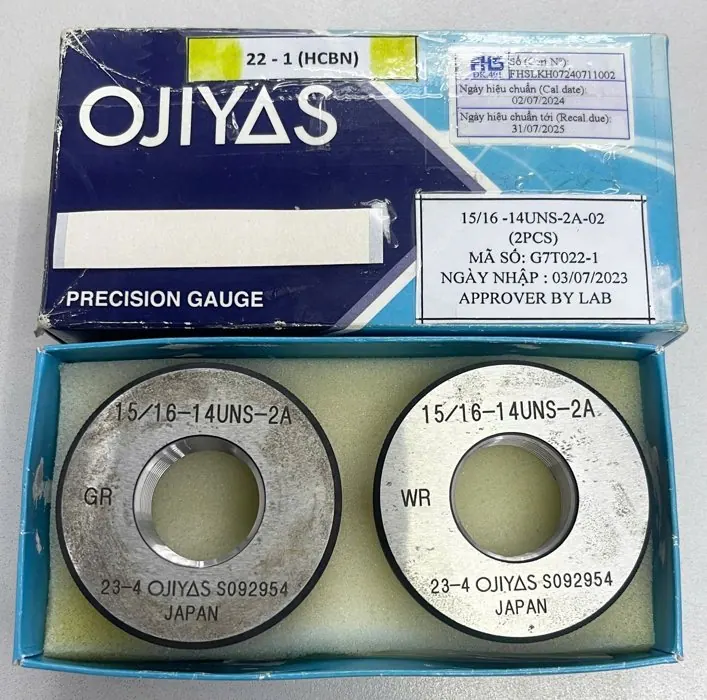 22 - 1 (HCBN)
OJIYAS
PRECISION GAUGE
FHS
Số (Cert Nº):
FHSLKH07240711002
Ngày hiệu chuẩn (Cal date):
02/07/2024
Ngày hiệu chuẩn tới (Recal due):
31/07/2025
15/16 -14UNS-2A-02
(2PCS)
MÃ SỐ: G7T022-1
NGÀY NHẬP : 03/07/2023
APPROVER BY LAB
15/16-14UNS-2A
GR
23-4 OJIYAS S092954
JAPAN
15/16-14UNS-2A
WR
23-4 OJIYAS S092954
JAPAN